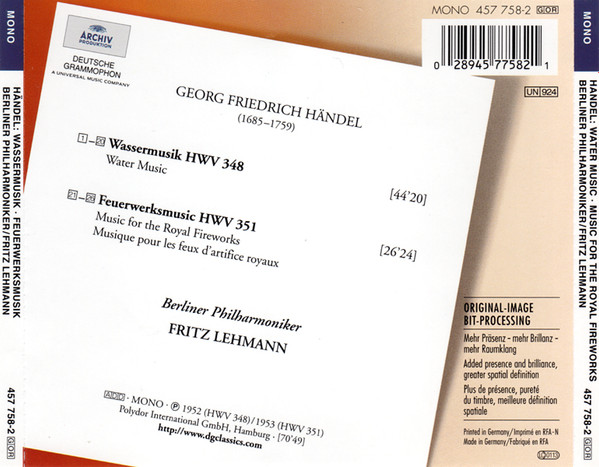 MONO
HÄNDEL: WASSERMUSIK · FEUERWERKSMUSIK
BERLINER PHILHARMONIKER/FRITZ LEHMANN
457 758-2 GOR
ARCHIV
PRODUKTION
DEUTSCHE
GRAMMOPHON
A UNIVERSAL MUSIC COMPANY
MONO 457 758-2 GOR
0 28945 77582 1
UN 924
GEORG FRIEDRICH HÄNDEL
(1685–1759)
1–20 Wassermusik HWV 348
Water Music
[44'20]
21–26 Feuerwerksmusic HWV 351
Music for the Royal Fireworks
Musique pour les feux d'artifice royaux
[26'24]
Berliner Philharmoniker
FRITZ LEHMANN
ADD · MONO · ℗ 1952 (HWV 348)/1953 (HWV 351)
Polydor International GmbH, Hamburg · [70'49]
http://www.dgclassics.com
ORIGINAL-IMAGE
BIT-PROCESSING
Mehr Präsenz – mehr Brillanz –
mehr Raumklang
Added presence and brilliance,
greater spatial definition
Plus de présence, pureté
du timbre, meilleure définition
spatiale
Printed in Germany/Imprimé en RFA-N
Made in Germany/Fabriqué en RFA
MONO
HÄNDEL: WATER MUSIC · MUSIC FOR THE ROYAL FIREWORKS
BERLINER PHILHARMONIKER/FRITZ LEHMANN
457 758-2 GOR